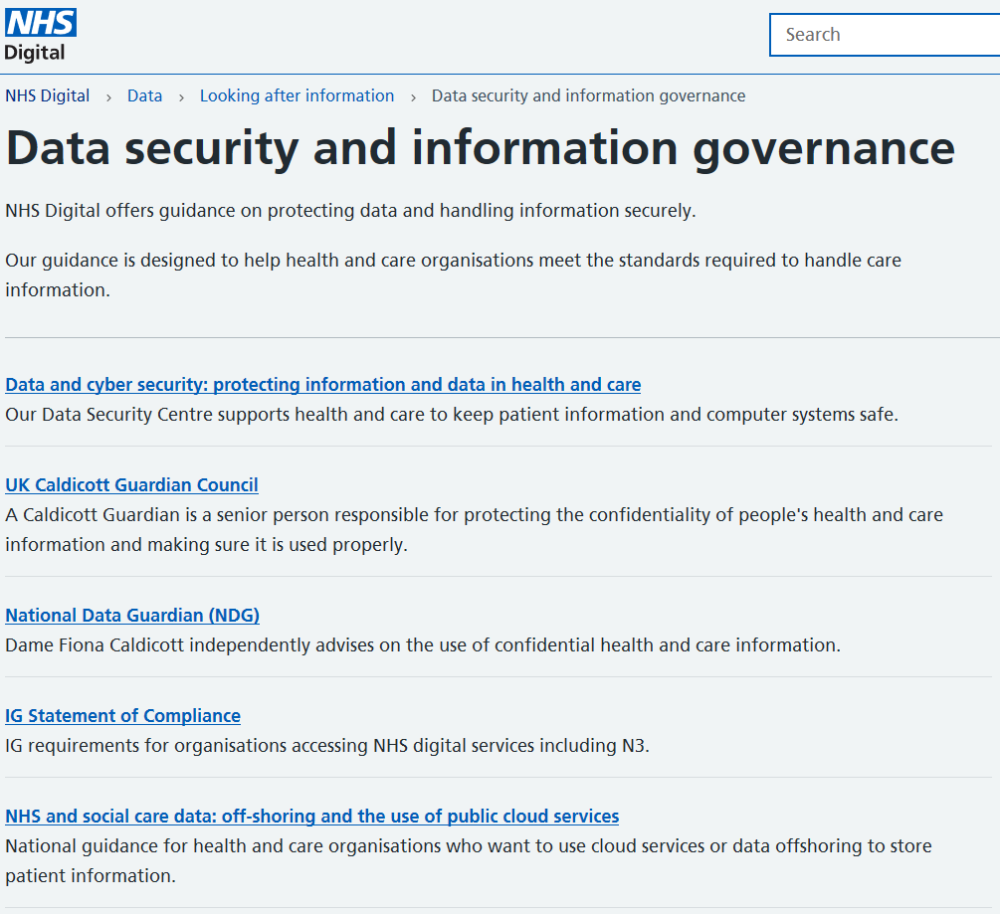 NHS
Digital
Search
NHS Digital › Data › Looking after information › Data security and information governance
Data security and information governance
NHS Digital offers guidance on protecting data and handling information securely.
Our guidance is designed to help health and care organisations meet the standards required to handle care
information.
Data and cyber security: protecting information and data in health and care
Our Data Security Centre supports health and care to keep patient information and computer systems safe.
UK Caldicott Guardian Council
A Caldicott Guardian is a senior person responsible for protecting the confidentiality of people's health and care
information and making sure it is used properly.
National Data Guardian (NDG)
Dame Fiona Caldicott independently advises on the use of confidential health and care information.
IG Statement of Compliance
IG requirements for organisations accessing NHS digital services including N3.
NHS and social care data: off-shoring and the use of public cloud services
National guidance for health and care organisations who want to use cloud services or data offshoring to store
patient information.